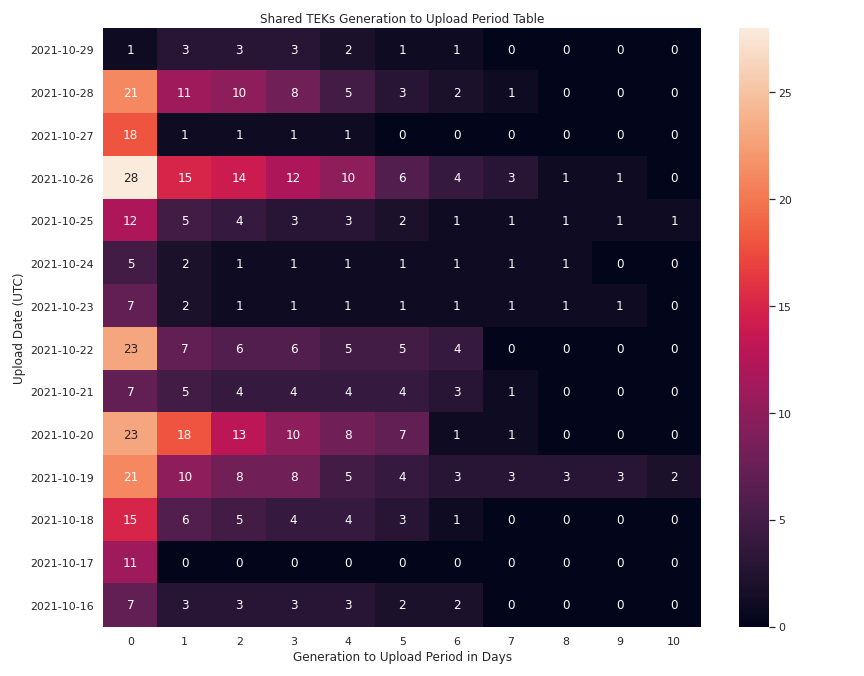 Shared TEKs Generation to Upload Period Table
2021-10-29 1 3 3 3 2 1 1 0 0 0 0
2021-10-28 21 11 10 8 5 3 2 1 0 0 0
2021-10-27 18 1 1 1 1 0 0 0 0 0 0
2021-10-26 28 15 14 12 10 6 4 3 1 1 0
2021-10-25 12 5 4 3 3 2 1 1 1 1 1
2021-10-24 5 2 1 1 1 1 1 1 1 0 0
2021-10-23 7 2 1 1 1 1 1 1 1 1 0
2021-10-22 23 7 6 6 5 5 4 0 0 0 0
2021-10-21 7 5 4 4 4 4 3 1 0 0 0
2021-10-20 23 18 13 10 8 7 1 1 0 0 0
2021-10-19 21 10 8 8 5 4 3 3 3 3 2
2021-10-18 15 6 5 4 4 3 1 0 0 0 0
2021-10-17 11 0 0 0 0 0 0 0 0 0 0
2021-10-16 7 3 3 3 3 2 2 0 0 0 0
0 1 2 3 4 5 6 7 8 9 10
Generation to Upload Period in Days
Upload Date (UTC)
25
20
15
10
5
0